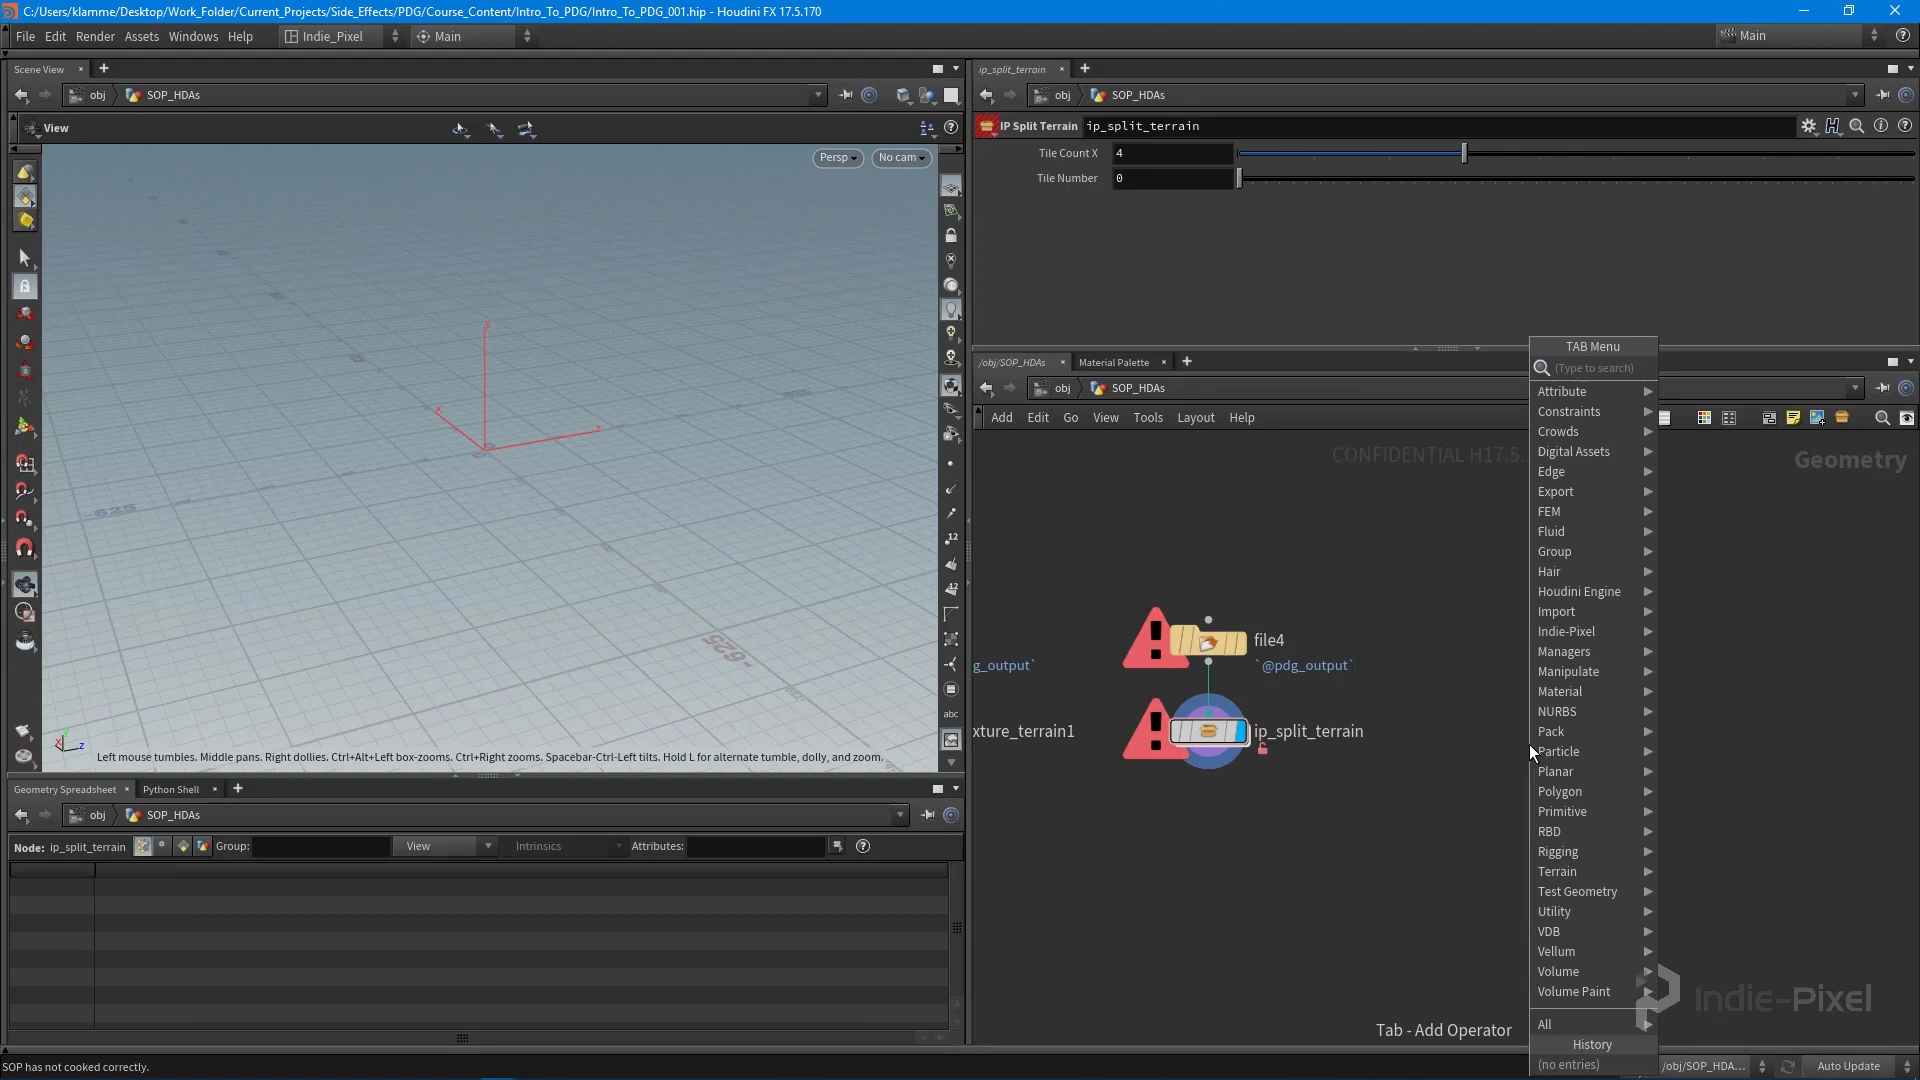 C:/Users/klamme/Desktop/Work_Folder/Current_Projects/Side_Effects/PDG/Course_Content/Intro_To_PDG/Intro_To_PDG_001.hip - Houdini FX 17.5.170
File Edit Render Assets Windows Help Indie_Pixel Main Main
Scene View
obj SOP_HDAs
View
Persp No cam
-625
-625
x y z
x y z
12
12
abc
Left mouse tumbles. Middle pans. Right dollies. Ctrl+Alt+Left box-zooms. Ctrl+Right zooms. Spacebar-Ctrl-Left tilts. Hold L for alternate tumble, dolly, and zoom.
Geometry Spreadsheet Python Shell
obj SOP_HDAs
Node: ip_split_terrain Group: View Intrinsics Attributes:
SOP has not cooked correctly.
ip_split_terrain
obj SOP_HDAs
IP Split Terrain ip_split_terrain
Tile Count X 4
Tile Number 0
/obj/SOP_HDAs Material Palette
obj SOP_HDAs
Add Edit Go View Tools Layout Help
CONFIDENTIAL H17.5.
Geometry
file4
g_output` `@pdg_output`
xture_terrain1 ip_split_terrain
Tab - Add Operator
TAB Menu
(Type to search)
Attribute
Constraints
Crowds
Digital Assets
Edge
Export
FEM
Fluid
Group
Hair
Houdini Engine
Import
Indie-Pixel
Managers
Manipulate
Material
NURBS
Pack
Particle
Planar
Polygon
Primitive
RBD
Rigging
Terrain
Test Geometry
Utility
VDB
Vellum
Volume
Volume Paint
All
History
(no entries)
Indie-Pixel
/obj/SOP_HDA... Auto Update